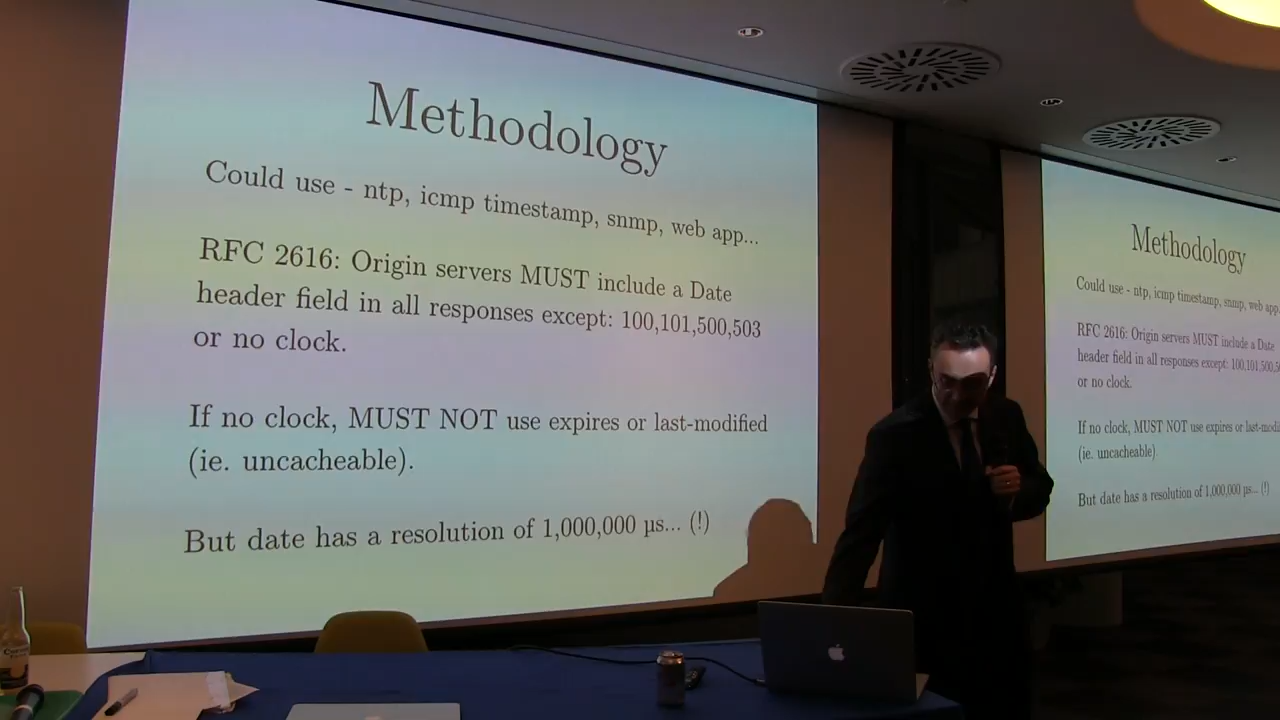 Methodology
Could use - ntp, icmp timestamp, snmp, web app...
RFC 2616: Origin servers MUST include a Date
header field in all responses except: 100,101,500,503
or no clock.
If no clock, MUST NOT use expires or last-modified
(ie. uncacheable).
But date has a resolution of 1,000,000 µs... (!)
Methodology
Could use - ntp, icmp timestamp, snmp, web app
RFC 2616: Origin servers MUST include a Date
header field in all responses except: 100,101,500,5
or no clock.
If no clock, MUST NOT use expires or last-modi
(ie. uncacheable)
But date has a resolution of 1,000,000 µs... (!)